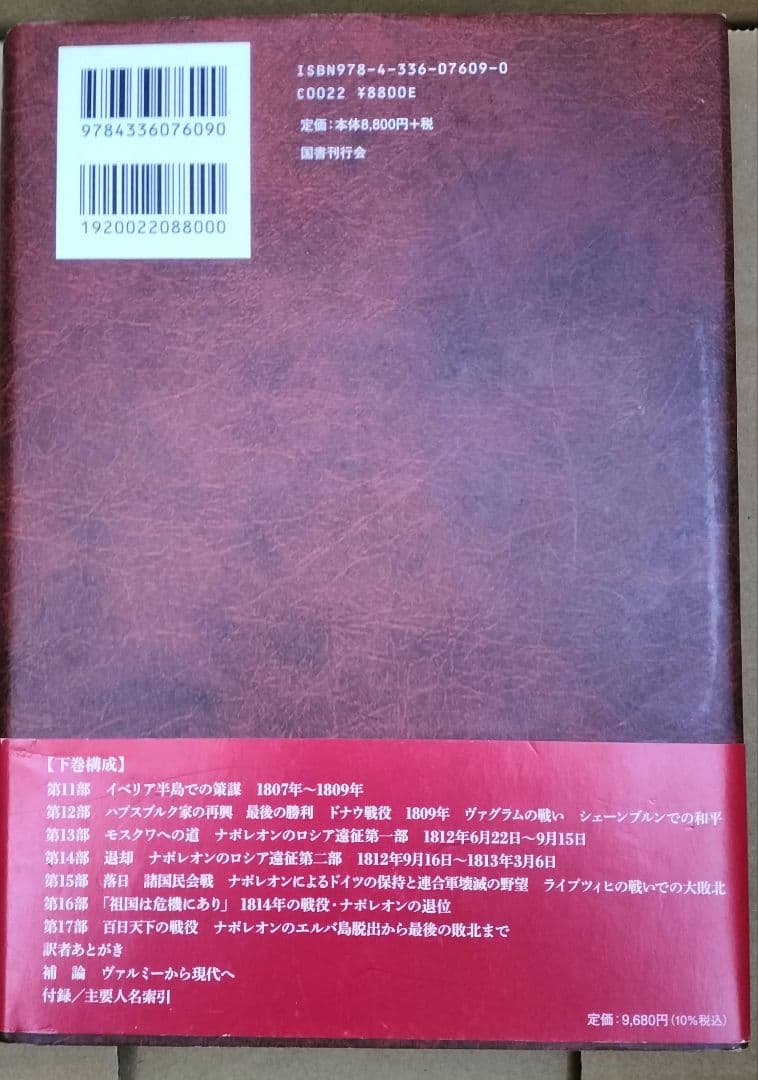 ISBN978-4-336-07609-0
C0022 ¥8800E
定価：本体8,800円+税
国書刊行会
9784336076090
1920022088000
【下巻構成】
第11部 イベリア半島での策謀 1807年～1809年
第12部 ハプスブルク家の再興 最後の勝利 ドナウ戦役 1809年 ヴァグラムの戦い シェーンブルンでの和平
第13部 モスクワへの道 ナポレオンのロシア遠征第一部 1812年6月22日～9月15日
第14部 退却 ナポレオンのロシア遠征第二部 1812年9月16日～1813年3月6日
第15部 落日 諸国民会戦 ナポレオンによるドイツの保持と連合軍壊滅の野望 ライプツィヒの戦いでの大敗北
第16部 「祖国は危機にあり」 1814年の戦役・ナポレオンの退位
第17部 百日天下の戦役 ナポレオンのエルバ島脱出から最後の敗北まで
訳者あとがき
補 論 ヴァルミーから現代へ
付録／主要人名索引
定価：9,680円（10%税込）